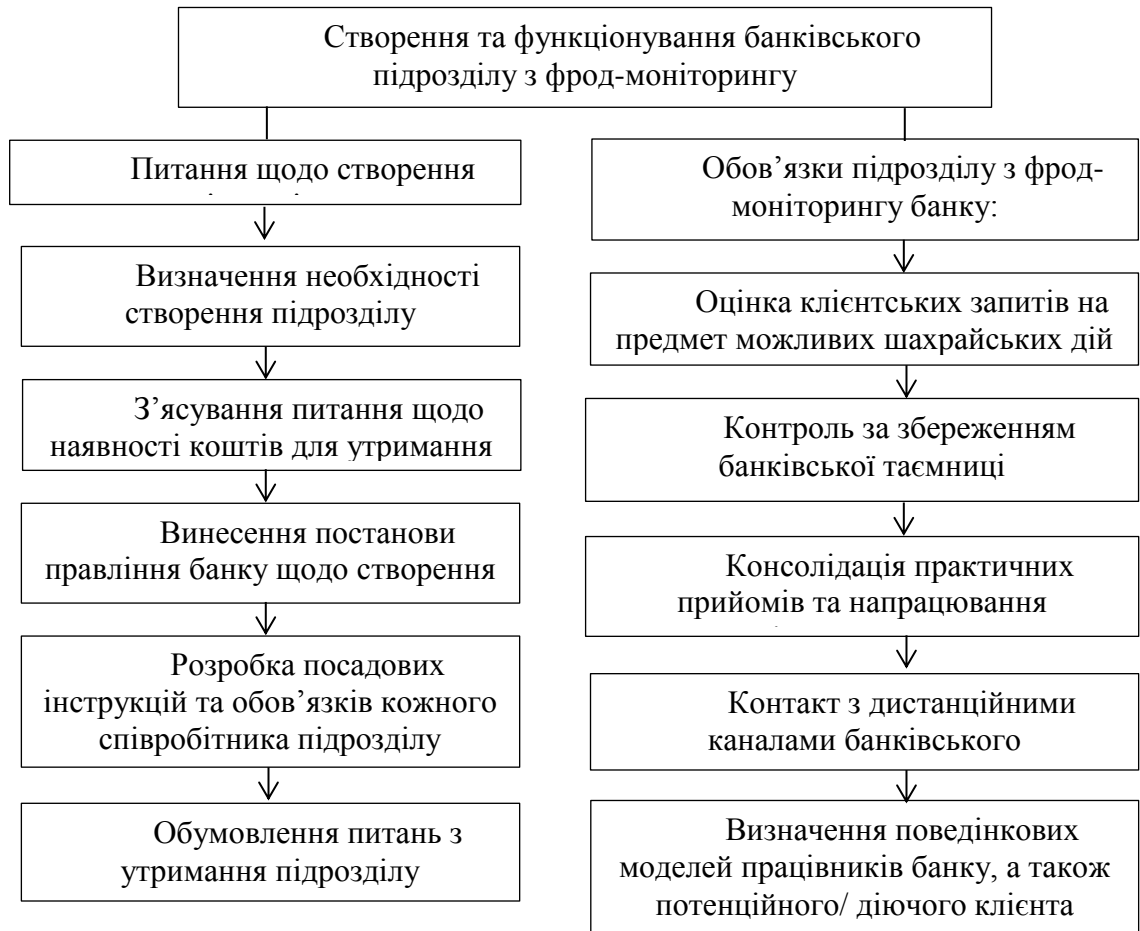 Створення та функціонування банківського
підрозділу з фрод-моніторингу
Питання щодо створення
Визначення необхідності
створення підрозділу
З’ясування питання щодо
наявності коштів для утримання
Винесення постанови
правління банку щодо створення
Розробка посадових
інструкцій та обов’язків кожного
співробітника підрозділу
Обумовлення питань з
утримання підрозділу
Обов’язки підрозділу з фрод-
моніторингу банку:
Оцінка клієнтських запитів на
предмет можливих шахрайських дій
Контроль за збереженням
банківської таємниці
Консолідація практичних
прийомів та напрацювання
Контакт з дистанційними
каналами банківського
Визначення поведінкових
моделей працівників банку, а також
потенційного/ діючого клієнта